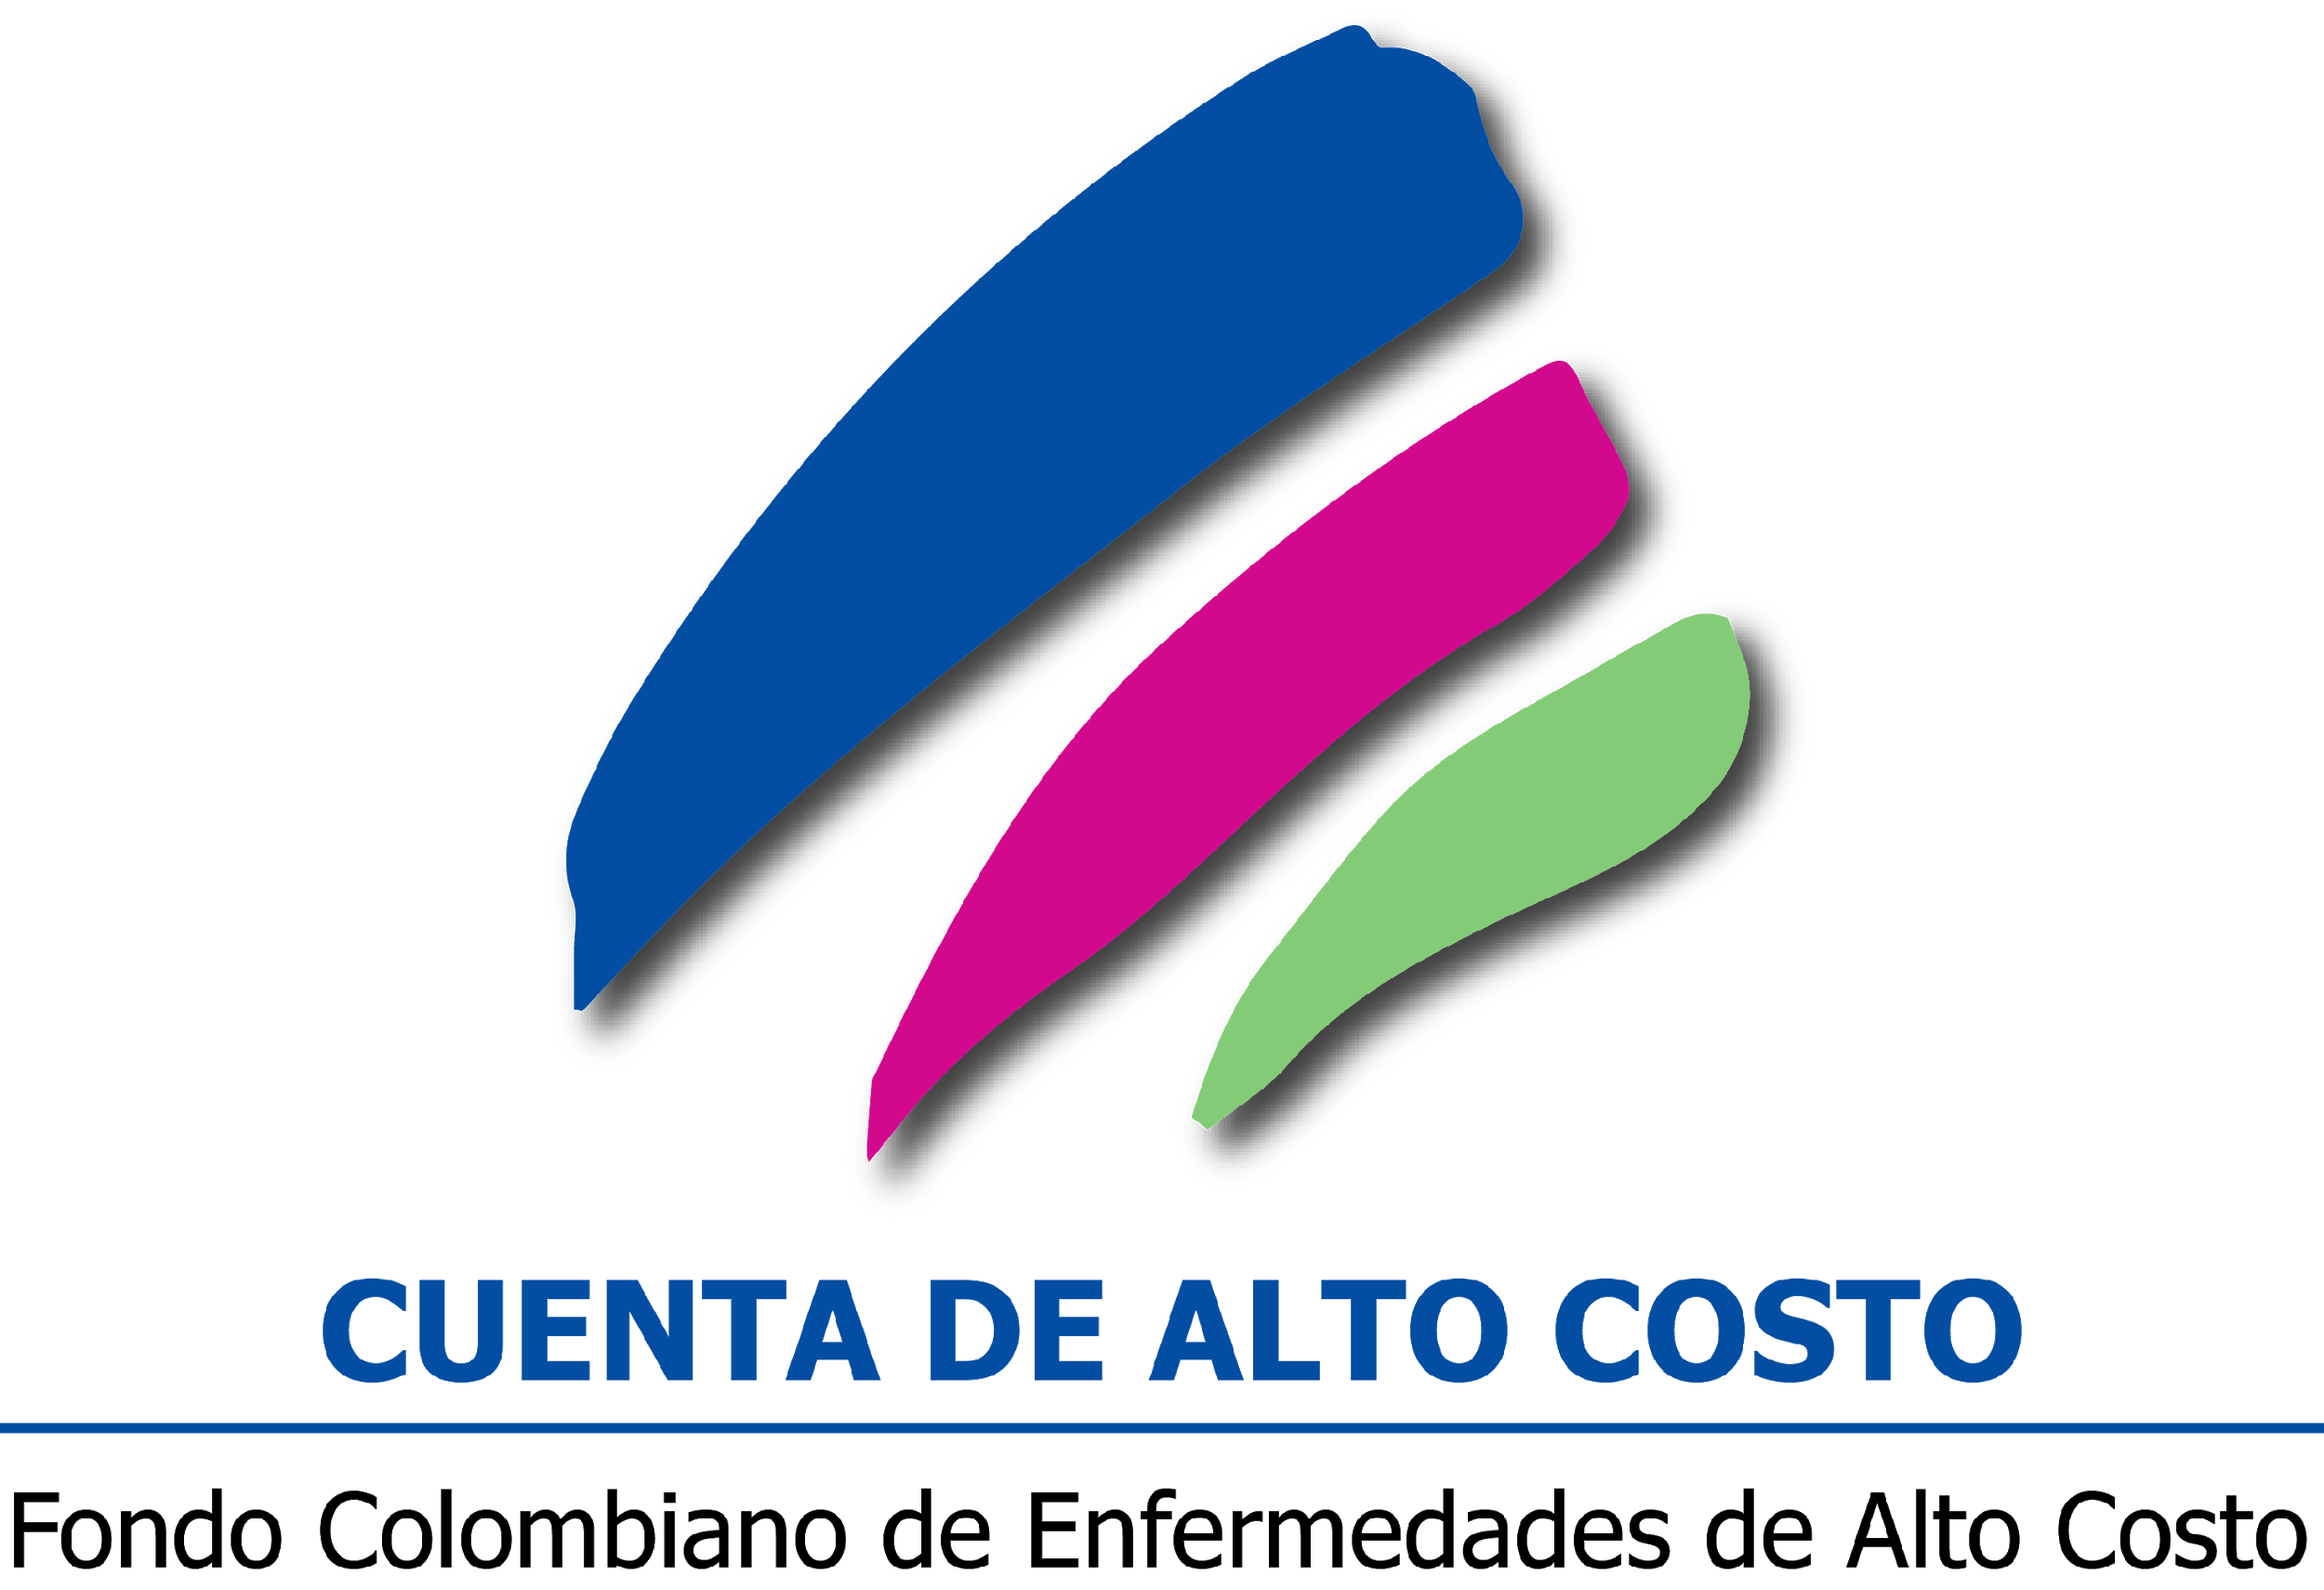 CUENTA DE ALTO COSTO
Fondo Colombiano de Enfermedades de Alto Costo